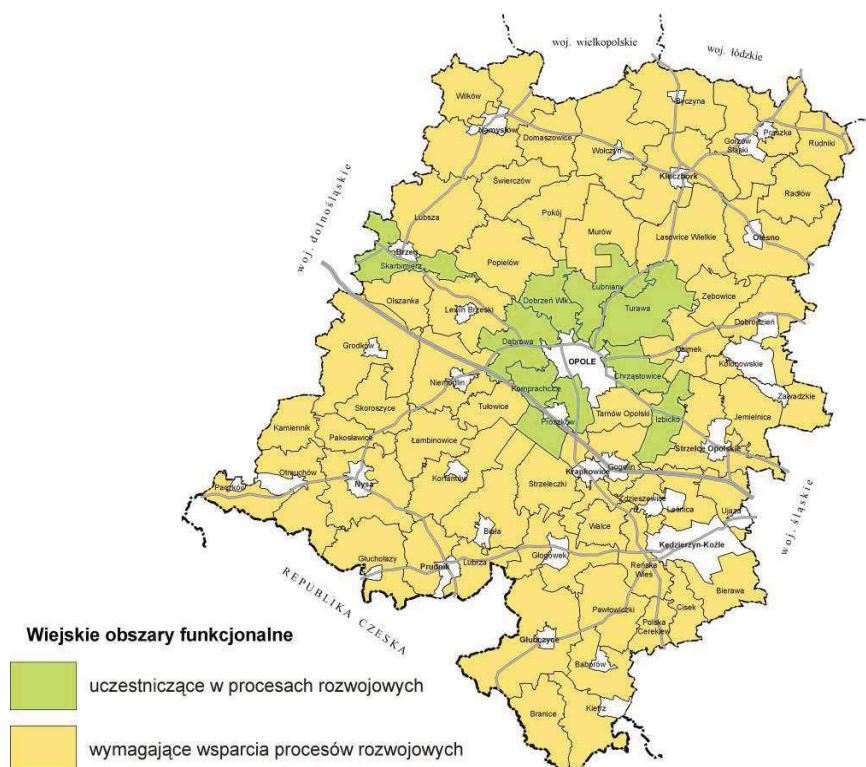 woj. wielkopolskie
woj. łódzkie
Wilków
Byczyna
Namysłów
Domaszowice
Praszka
Gorzów
Śląski
Rudniki
Wołczyn
Kluczbork
Świerczów
Radłów
woj. dolnośląskie
Lubsza
Pokój
Murów
Lasowice Wielkie
Olesno
Brzeg
Skarbimierz
Popielów
Łubniany
Zębowice
Dobrzeń Wlk.
Turawa
Olszanka
Lewin Brzeski
Dobrodzień
Dąbrowa
Grodków
OPOLE
Ozimek
Kolonowskie
Niemodlin
Komprachcice
Chrząstowice
Zawadzkie
Skoroszyce
Tułowice
Prószków
Tarnów Opolski
Izbicko
Jemielnica
Kamiennik
Pakosławice
Łambinowice
Strzelce Opolskie
Otmuchów
Paczków
Nysa
Korfantów
Strzeleczki
Krapkowice
Gogolin
Zdzieszowice
Leśnica
Ujazd
woj. śląskie
Biała
Walce
Głuchołazy
Prudnik
Lubrza
Głogówek
Kędzierzyn-Koźle
Reńska
Wieś
Bierawa
REPUBLIKA CZESKA
Pawłowiczki
Cisek
Polska
Cerekiew
Głubczyce
Baborów
Branice
Kietrz
Wiejskie obszary funkcjonalne
uczestniczące w procesach rozwojowych
wymagające wsparcia procesów rozwojowych